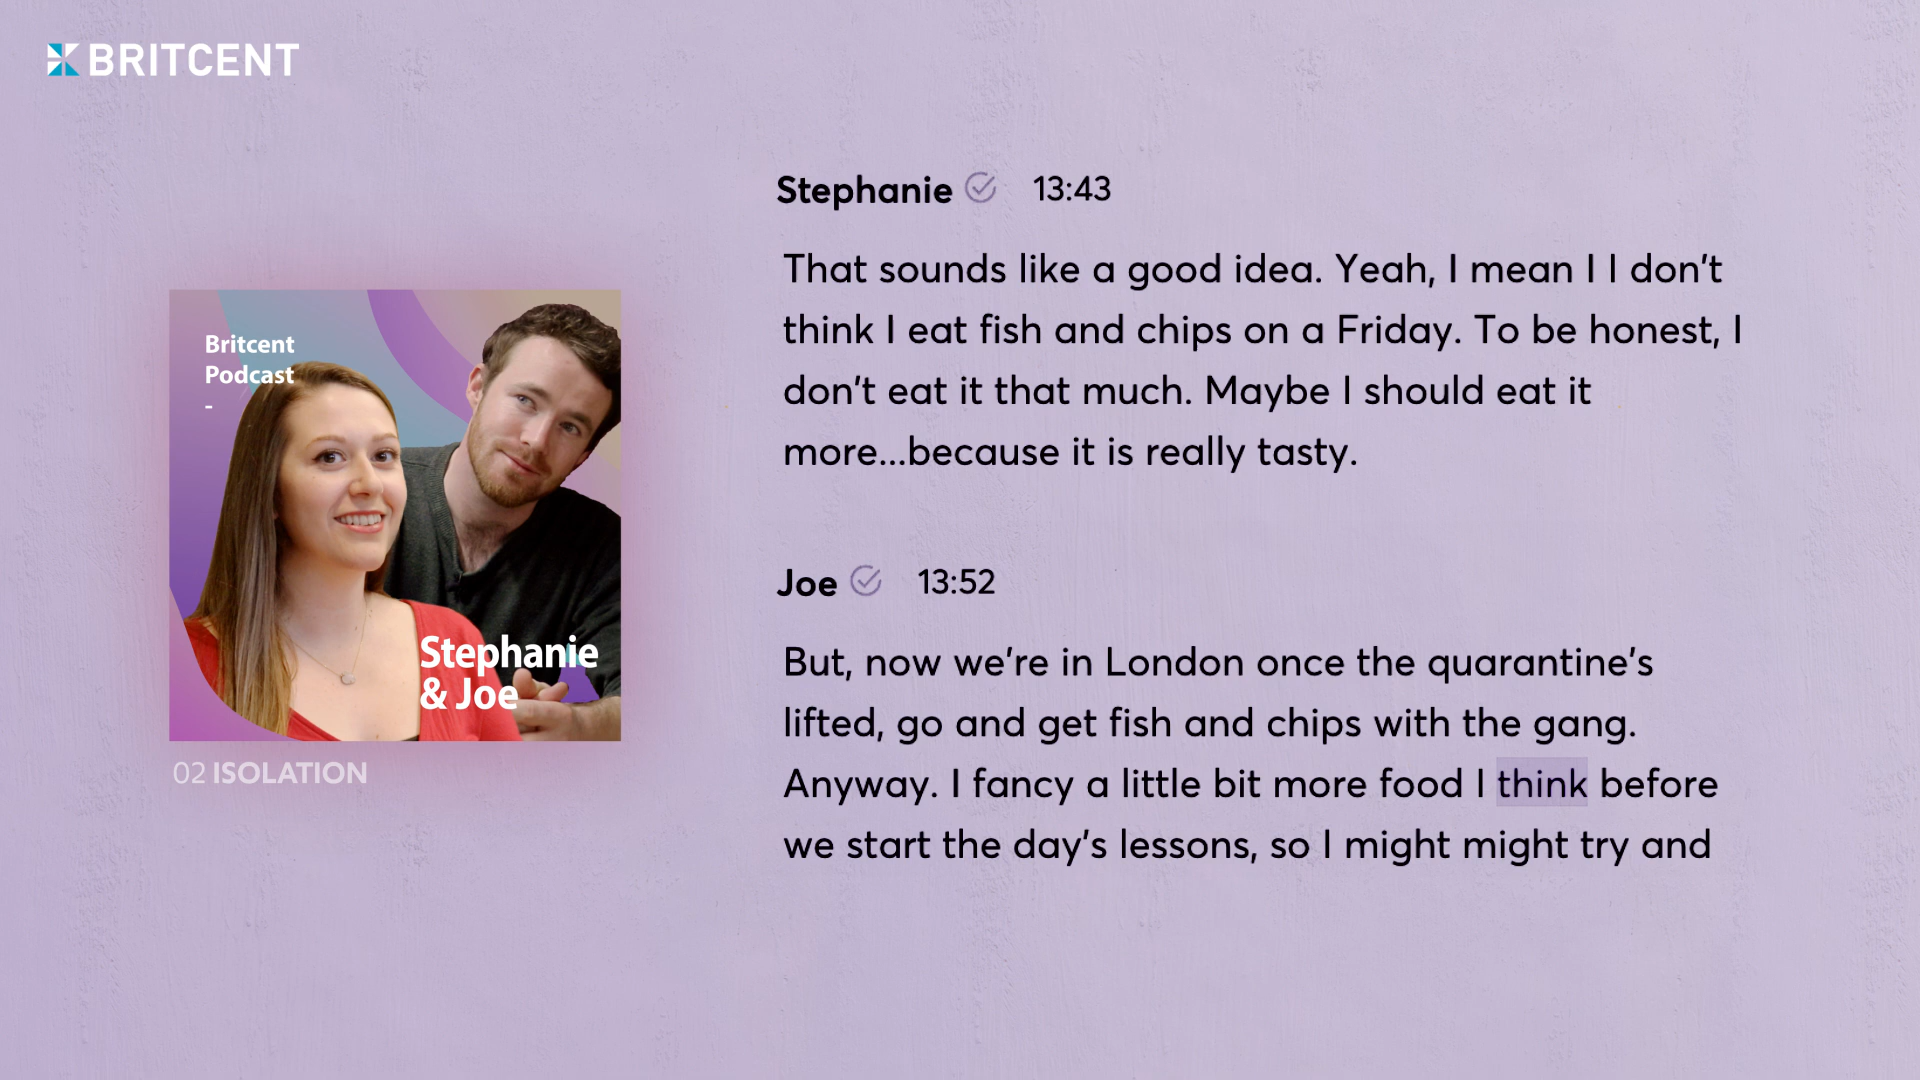 BRITCENT
Britcent
Podcast
-
Stephanie
& Joe
02 ISOLATION
Stephanie 13:43
That sounds like a good idea. Yeah, I mean I I don't
think I eat fish and chips on a Friday. To be honest, I
don't eat it that much. Maybe I should eat it
more...because it is really tasty.
Joe 13:52
But, now we're in London once the quarantine's
lifted, go and get fish and chips with the gang.
Anyway. I fancy a little bit more food I think before
we start the day's lessons, so I might might try and